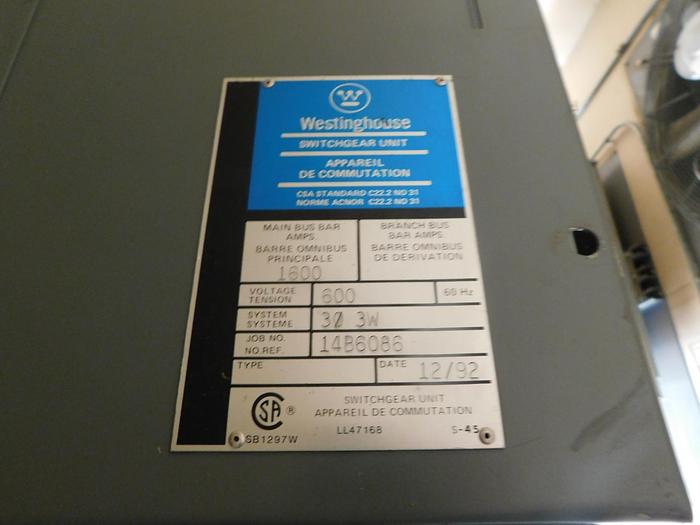 W
Westinghouse
SWITCHGEAR UNIT
APPAREIL
DE COMMUTATION
CSA STANDARD C22.2 NO 31
NORME ACNOR C22.2 NO 31
MAIN BUS BAR
AMPS.
BARRE OMNIBUS
PRINCIPALE
1600
BRANCH BUS
BAR AMPS.
BARRE OMNIBUS
DE DERIVATION
VOLTAGE
TENSION
600
60 Hz
SYSTEM
SYSTEME
3Ø 3W
JOB NO.
NO. REF.
14B6086
TYPE
DATE 12/92
CSA ®
SWITCHGEAR UNIT
APPAREIL DE COMMUTATION
SB1297W LL47168 S-45